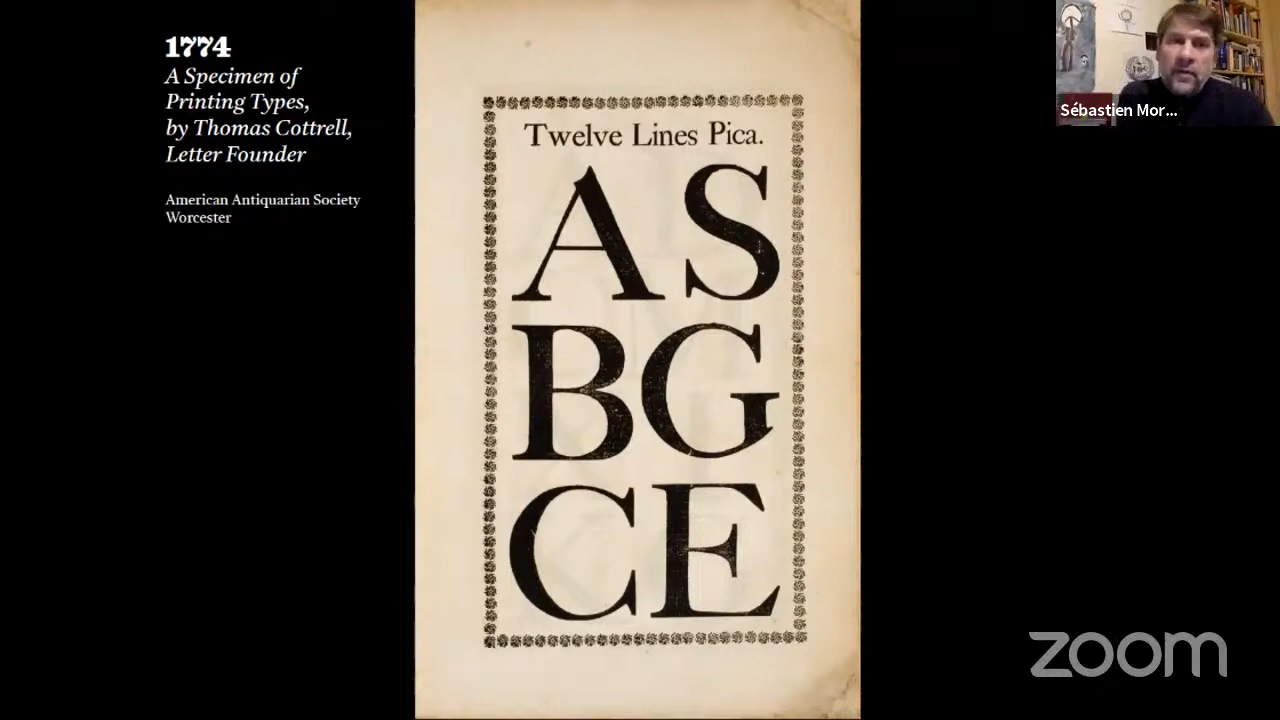 1774
A Specimen of
Printing Types,
by Thomas Cottrell,
Letter Founder
American Antiquarian Society
Worcester
Twelve Lines Pica.
A S
BG
CE
Sébastien Mor...
zoom